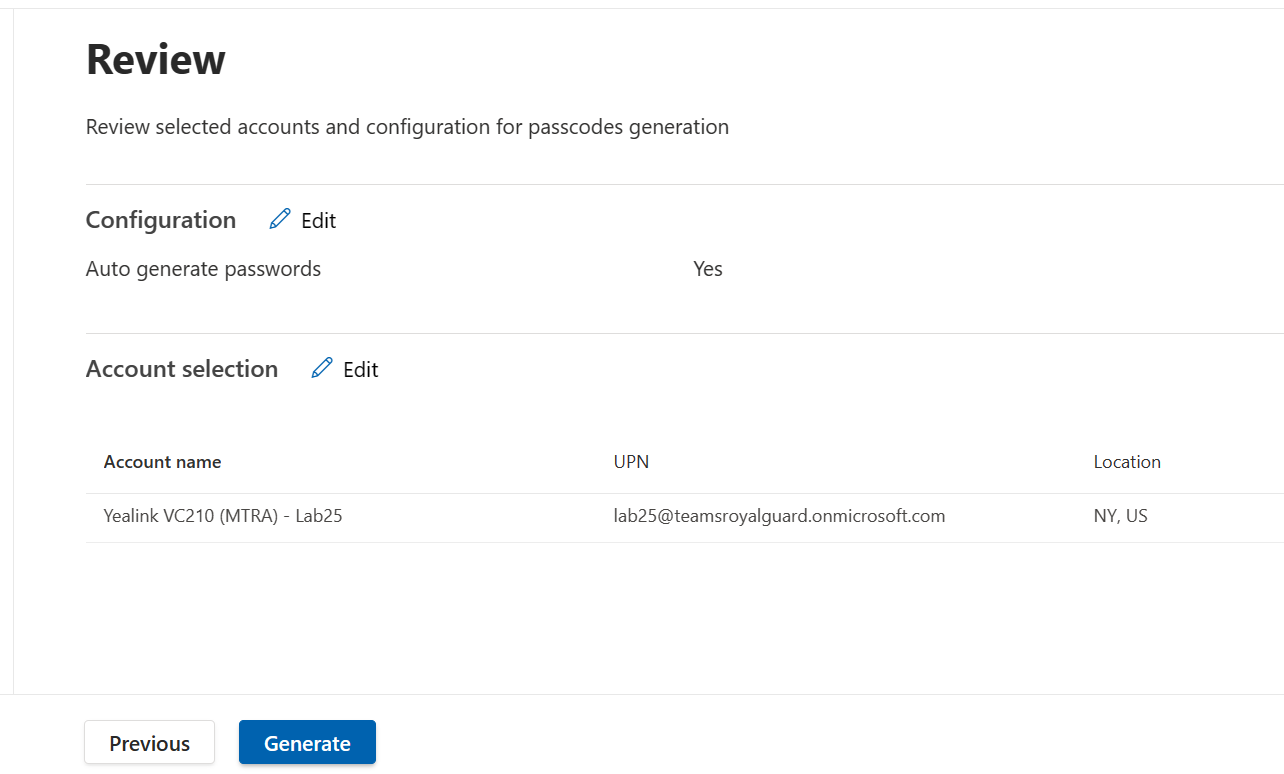 Review
Review selected accounts and configuration for passcodes generation
Configuration Edit
Auto generate passwords Yes
Account selection Edit
Account name UPN Location
Yealink VC210 (MTRA) - Lab25 lab25@teamsroyalguard.onmicrosoft.com NY, US
Previous Generate